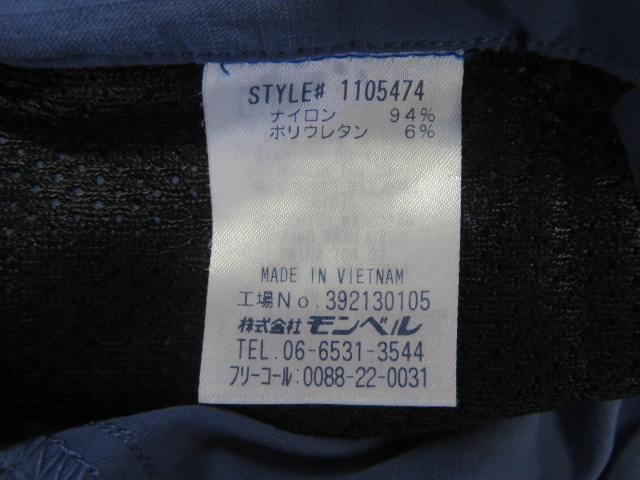 STYLE# 1105474
ナイロン 94%
ポリウレタン 6%
MADE IN VIETNAM
工場No.392130105
株式会社モンベル
TEL.06-6531-3544
フリーコール:0088-22-0031